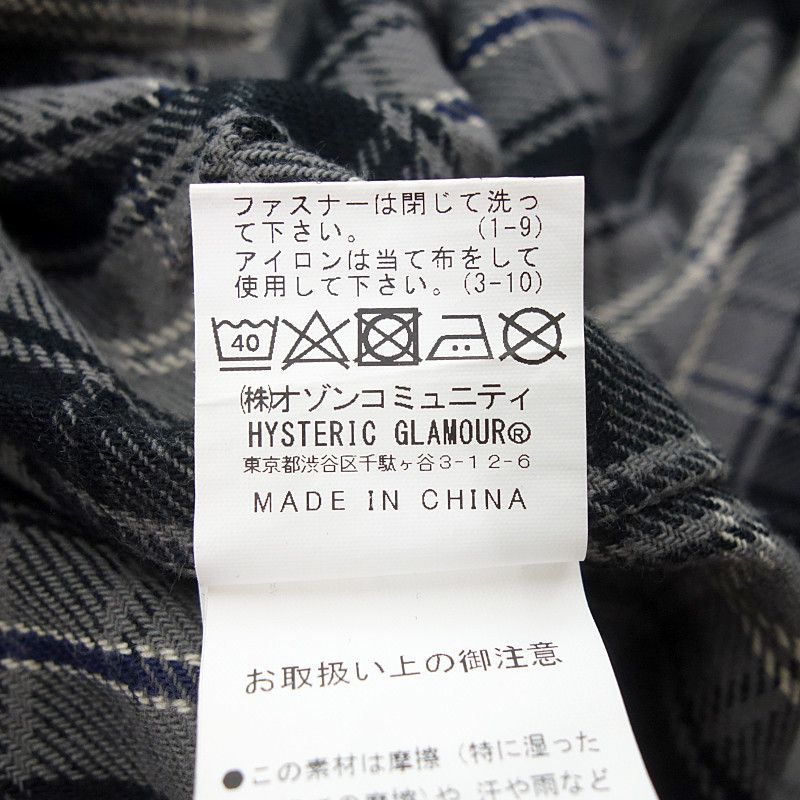 ファスナーは閉じて洗っ
て下さい。 (1-9)
アイロンは当て布をして
使用して下さい。(3-10)
40
㈱オゾンコミュニティ
HYSTERIC GLAMOUR®
東京都渋谷区千駄ヶ谷3-12-6
MADE IN CHINA
お取扱い上の御注意
●この素材は摩擦 (特に湿った
の摩擦)や、汗や雨など